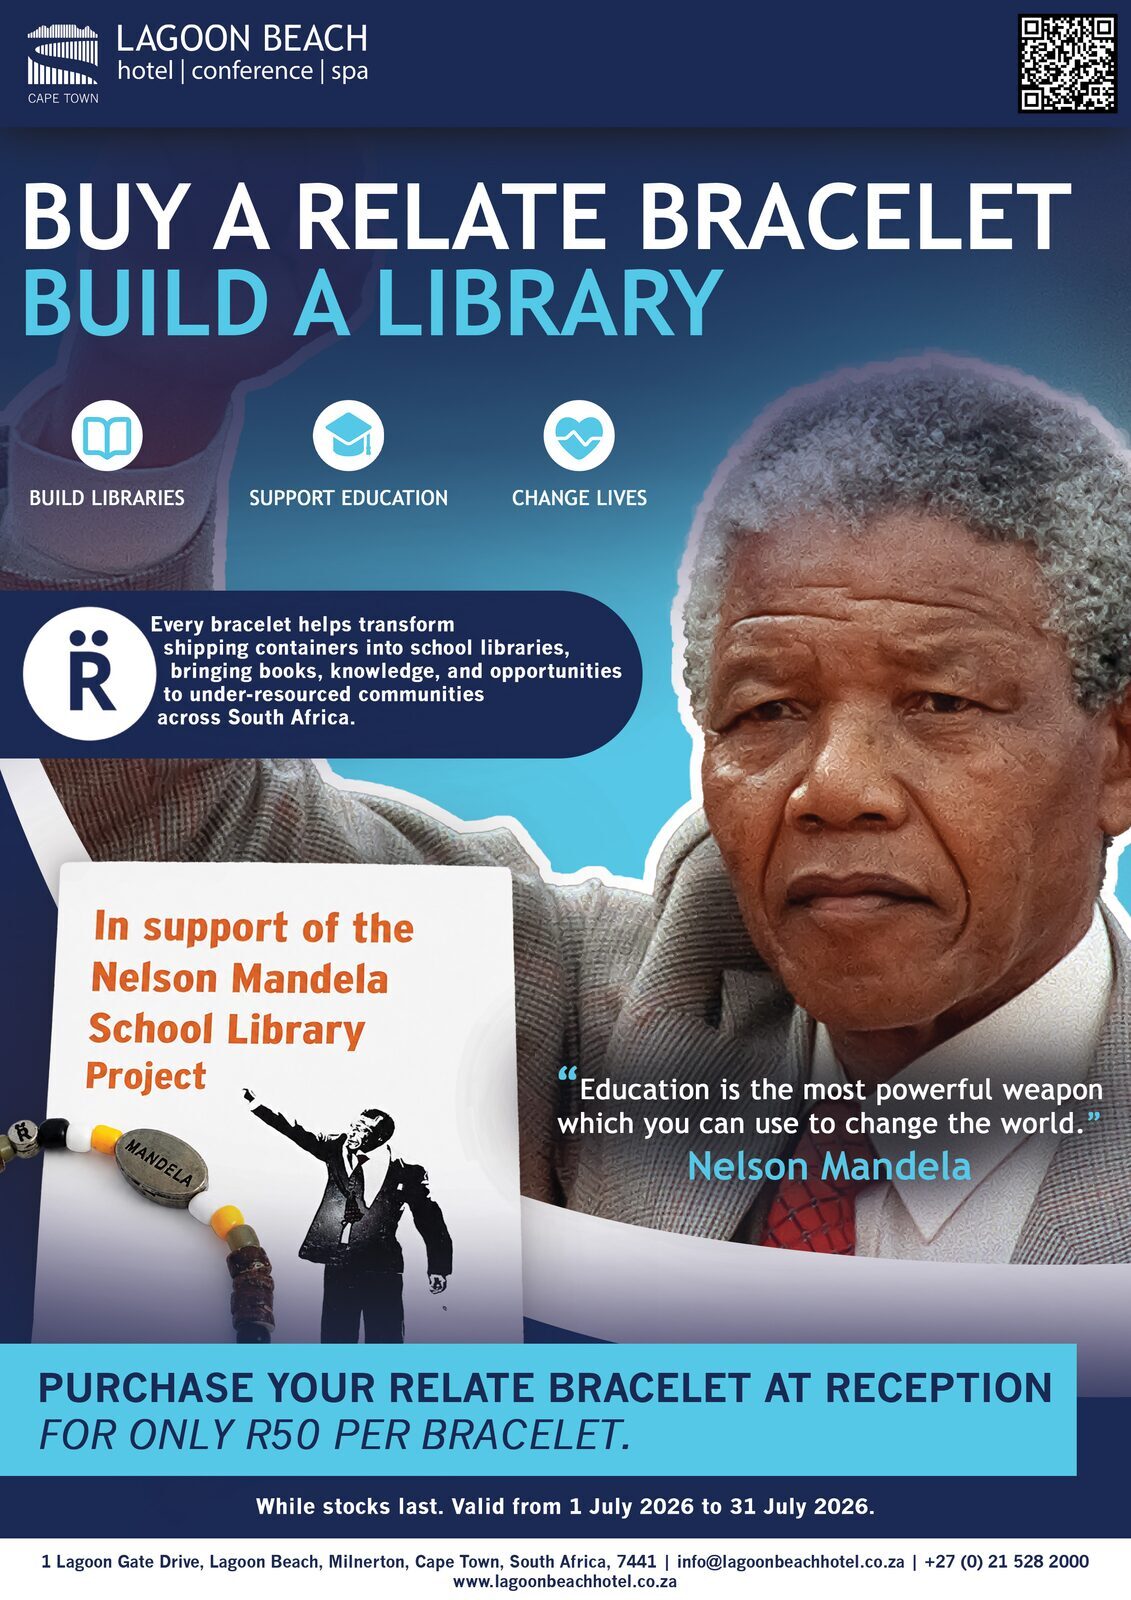 LAGOON BEACH
hotel | conference | spa
CAPE TOWN
BUY A RELATE BRACELET
BUILD A LIBRARY
BUILD LIBRARIES
SUPPORT EDUCATION
CHANGE LIVES
R̈
Every bracelet helps transform
shipping containers into school libraries,
bringing books, knowledge, and opportunities
to under-resourced communities
across South Africa.
In support of the
Nelson Mandela
School Library
Project
R̈
MANDELA
“Education is the most powerful weapon
which you can use to change the world.”
Nelson Mandela
PURCHASE YOUR RELATE BRACELET AT RECEPTION
FOR ONLY R50 PER BRACELET.
While stocks last. Valid from 1 July 2026 to 31 July 2026.
1 Lagoon Gate Drive, Lagoon Beach, Milnerton, Cape Town, South Africa, 7441 | info@lagoonbeachhotel.co.za | +27 (0) 21 528 2000
www.lagoonbeachhotel.co.za